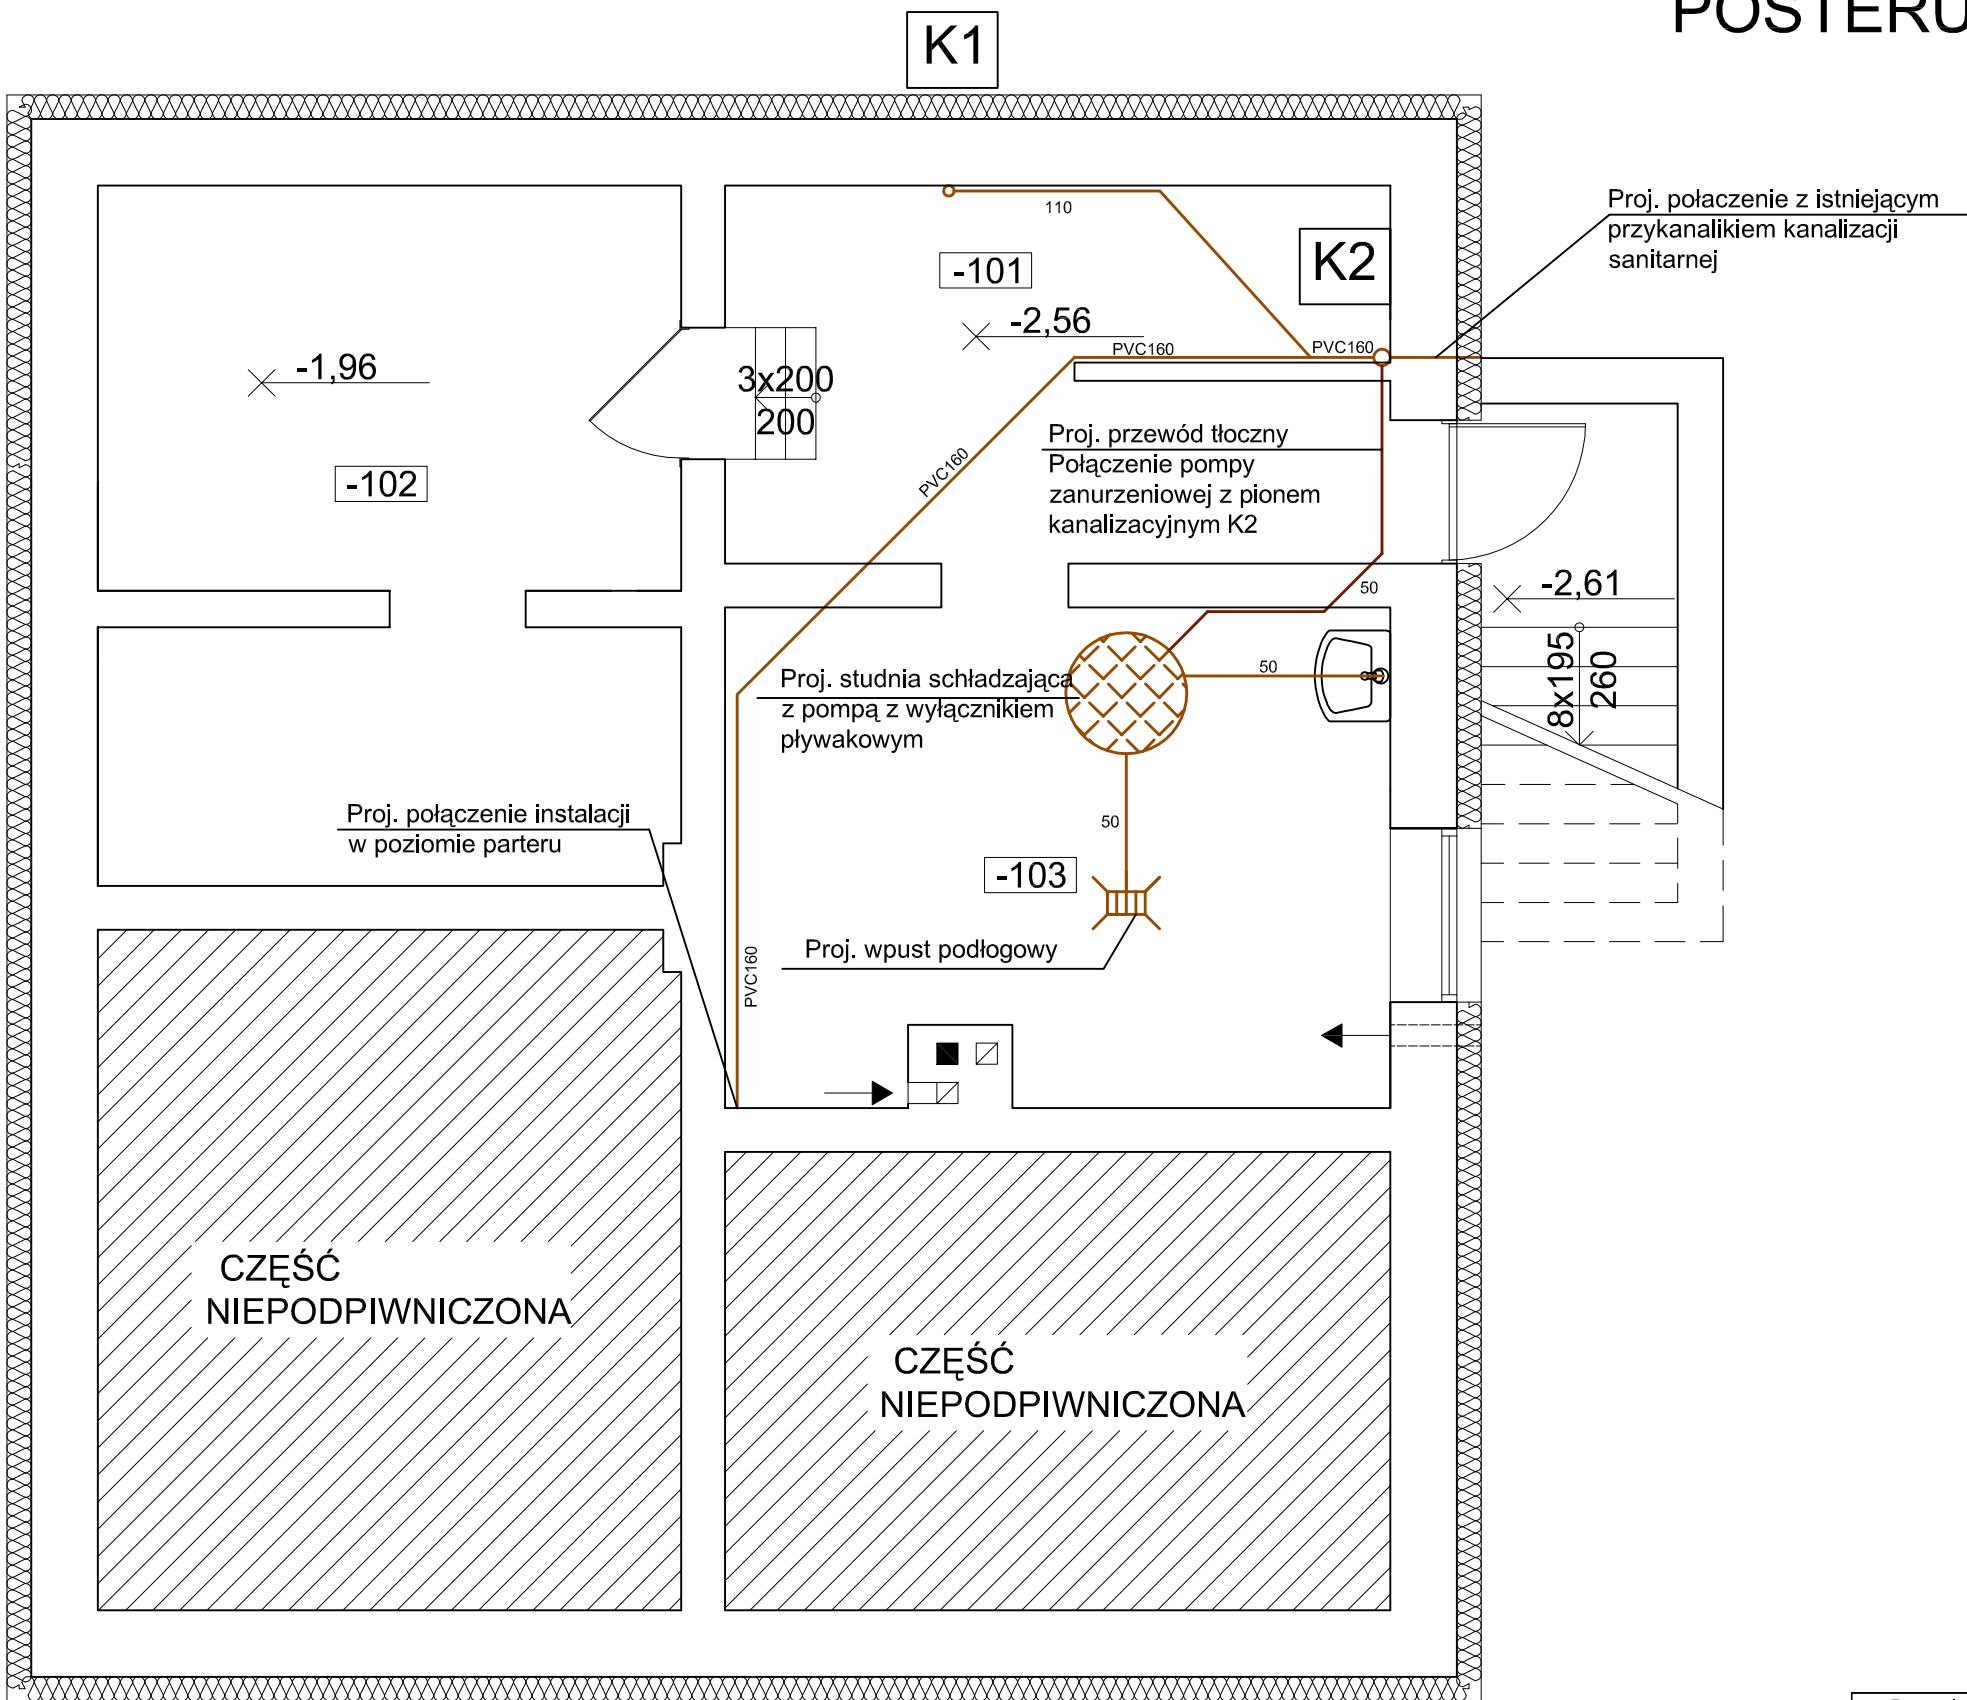 POSTERU
K1
Proj. połaczenie z istniejącym
przykanalikiem kanalizacji
sanitarnej
110
K2
-101
-2,56
PVC160
PVC160
-1,96
3x200
200
Proj. przewód tłoczny
Połączenie pompy
zanurzeniowej z pionem
kanalizacyjnym K2
PVC160
-102
50
-2,61
8x195
260
50
Proj. studnia schładzająca
z pompą z wyłącznikiem
pływakowym
Proj. połączenie instalacji
w poziomie parteru
50
-103
Proj. wpust podłogowy
PVC160
CZĘŚĆ
NIEPODPIWNICZONA
CZĘŚĆ
NIEPODPIWNICZONA